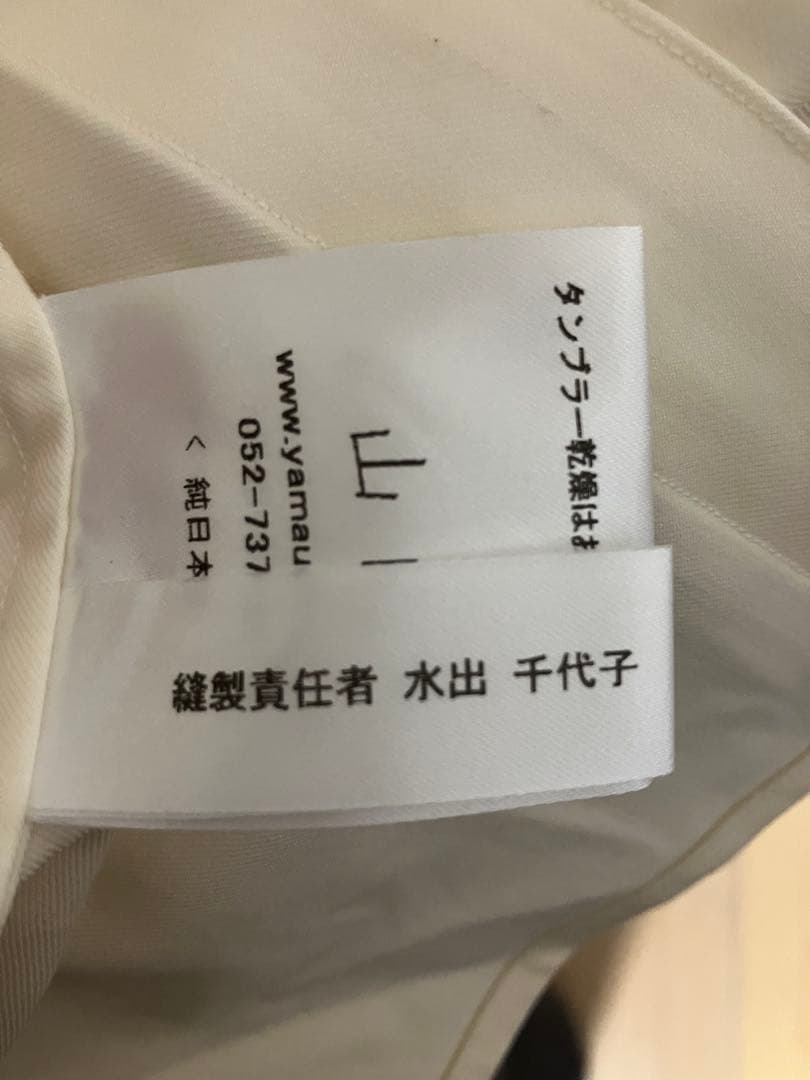 タンブラー乾燥はお
山
www.yamau
052-737
< 純日本
縫製責任者 水出 千代子